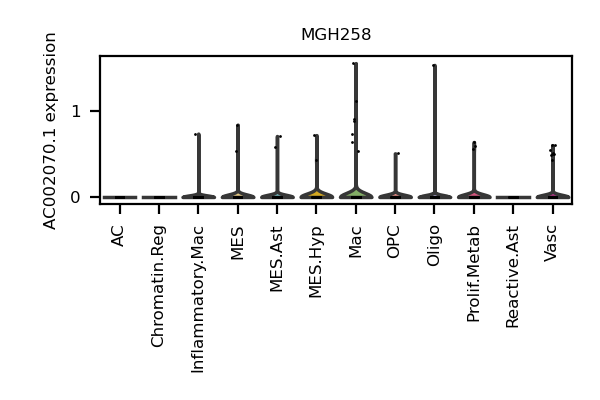 MGH258
AC002070.1 expression
1
0
AC
Chromatin.Reg
Inflammatory.Mac
MES
MES.Ast
MES.Hyp
Mac
OPC
Oligo
Prolif.Metab
Reactive.Ast
Vasc